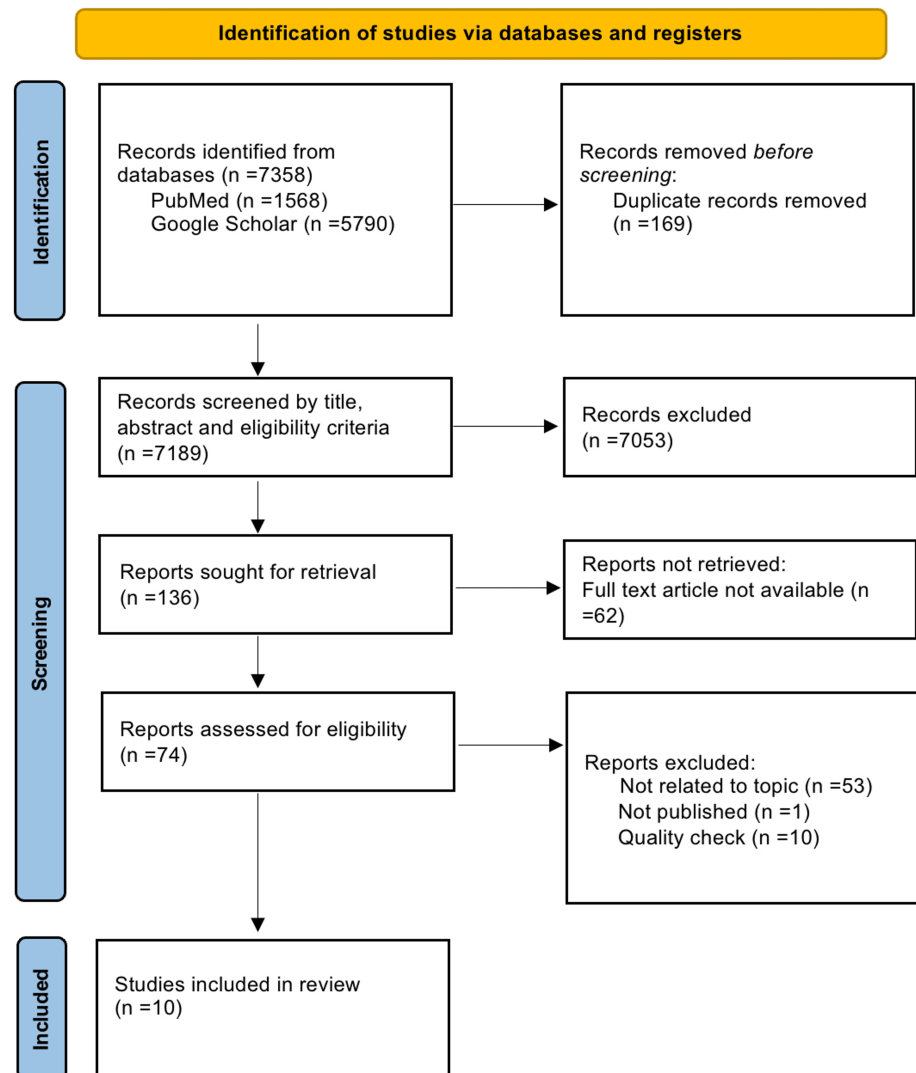 Identification of studies via databases and registers
Identification
Records identified from
databases (n =7358)
PubMed (n =1568)
Google Scholar (n =5790)
Records removed before
screening:
Duplicate records removed
(n =169)
Screening
Records screened by title,
abstract and eligibility criteria
(n =7189)
Records excluded
(n =7053)
Reports sought for retrieval
(n =136)
Reports not retrieved:
Full text article not available (n
=62)
Reports assessed for eligibility
(n =74)
Reports excluded:
Not related to topic (n =53)
Not published (n =1)
Quality check (n =10)
Included
Studies included in review
(n =10)